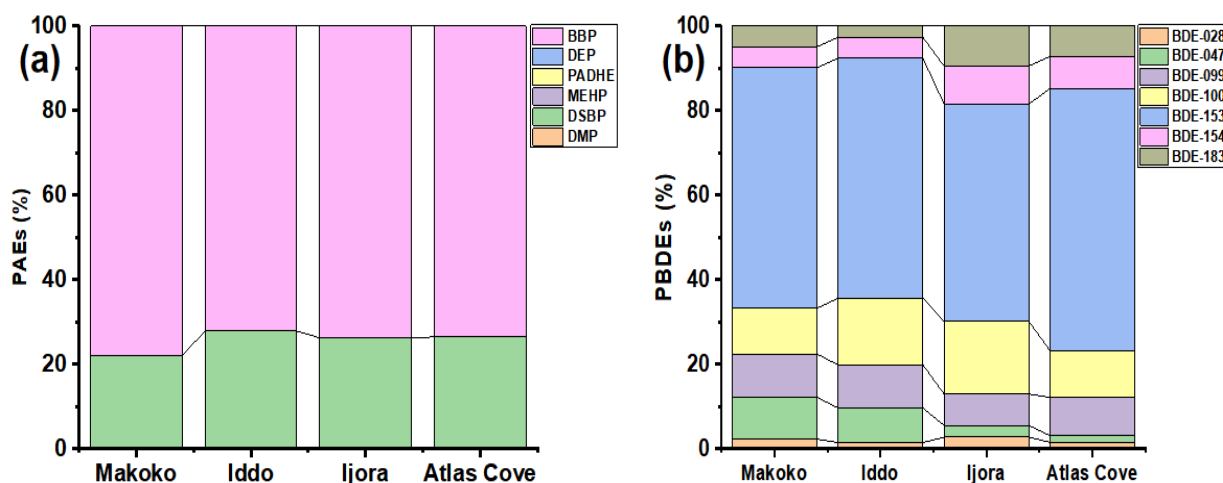 (a)
PAEs (%)
100
80
60
40
20
0
Makoko Iddo Ijora Atlas Cove
BBP
DEP
PADHE
MEHP
DSBP
DMP
(b)
PBDEs (%)
100
80
60
40
20
0
Makoko Iddo Ijora Atlas Cove
BDE-028
BDE-047
BDE-099
BDE-100
BDE-153
BDE-154
BDE-183